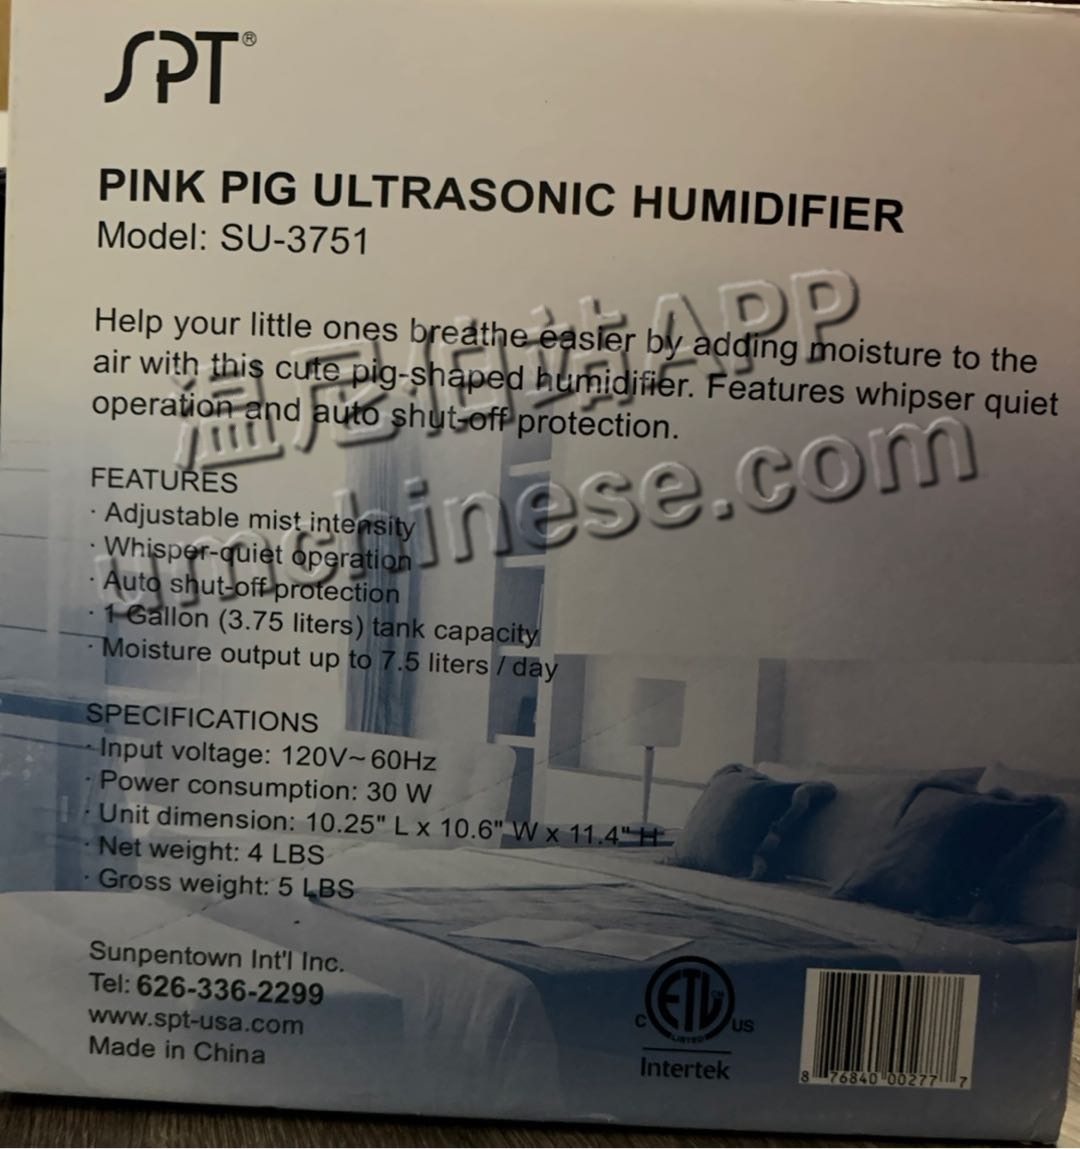 SPT®
PINK PIG ULTRASONIC HUMIDIFIER
Model: SU-3751
Help your little ones breathe easier by adding moisture to the
air with this cute pig-shaped humidifier. Features whipser quiet
operation and auto shut-off protection.
温尼伯站APP
umchinese.com
FEATURES
· Adjustable mist intensity
· Whisper-quiet operation
· Auto shut-off protection
· 1 Gallon (3.75 liters) tank capacity
· Moisture output up to 7.5 liters / day
SPECIFICATIONS
· Input voltage: 120V~60Hz
· Power consumption: 30 W
· Unit dimension: 10.25" L x 10.6" W x 11.4" H
· Net weight: 4 LBS
· Gross weight: 5 LBS
Sunpentown Int'l Inc.
Tel: 626-336-2299
www.spt-usa.com
Made in China
ETL
C US
LISTED
Intertek
8 76840 00277 7